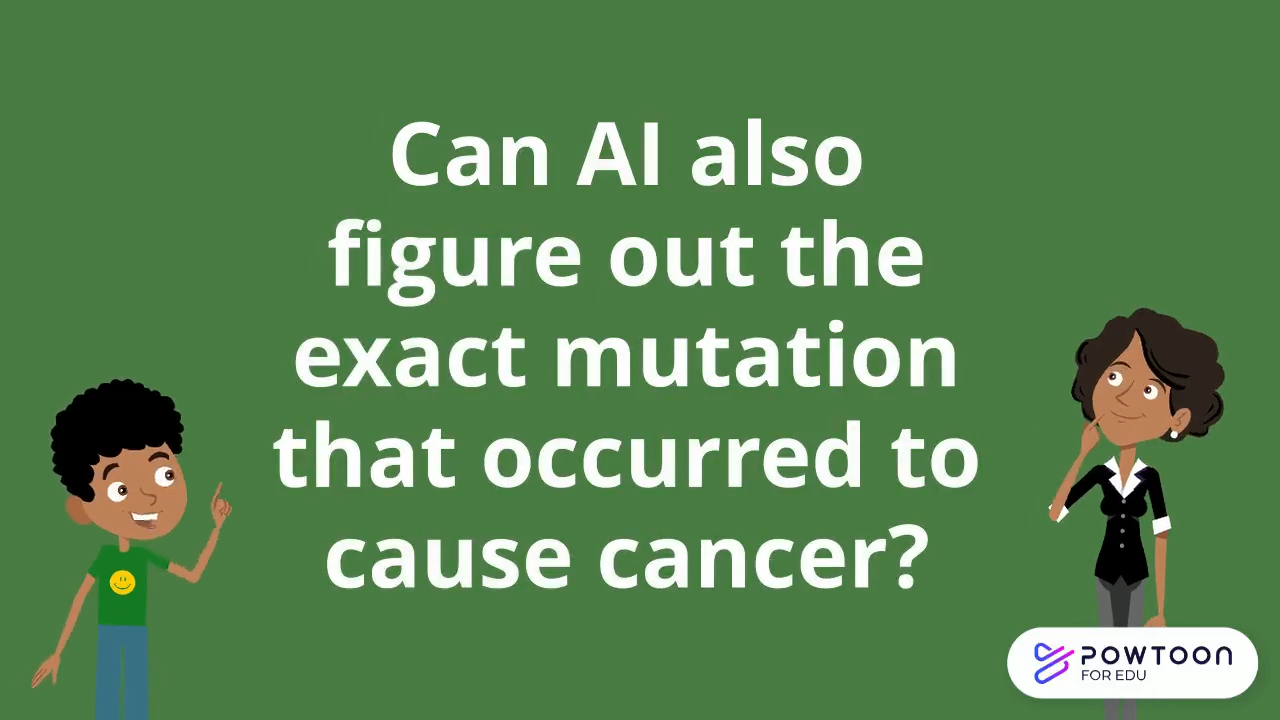 Can AI also
figure out the
exact mutation
that occurred to
cause cancer?
POWTOON
FOR EDU